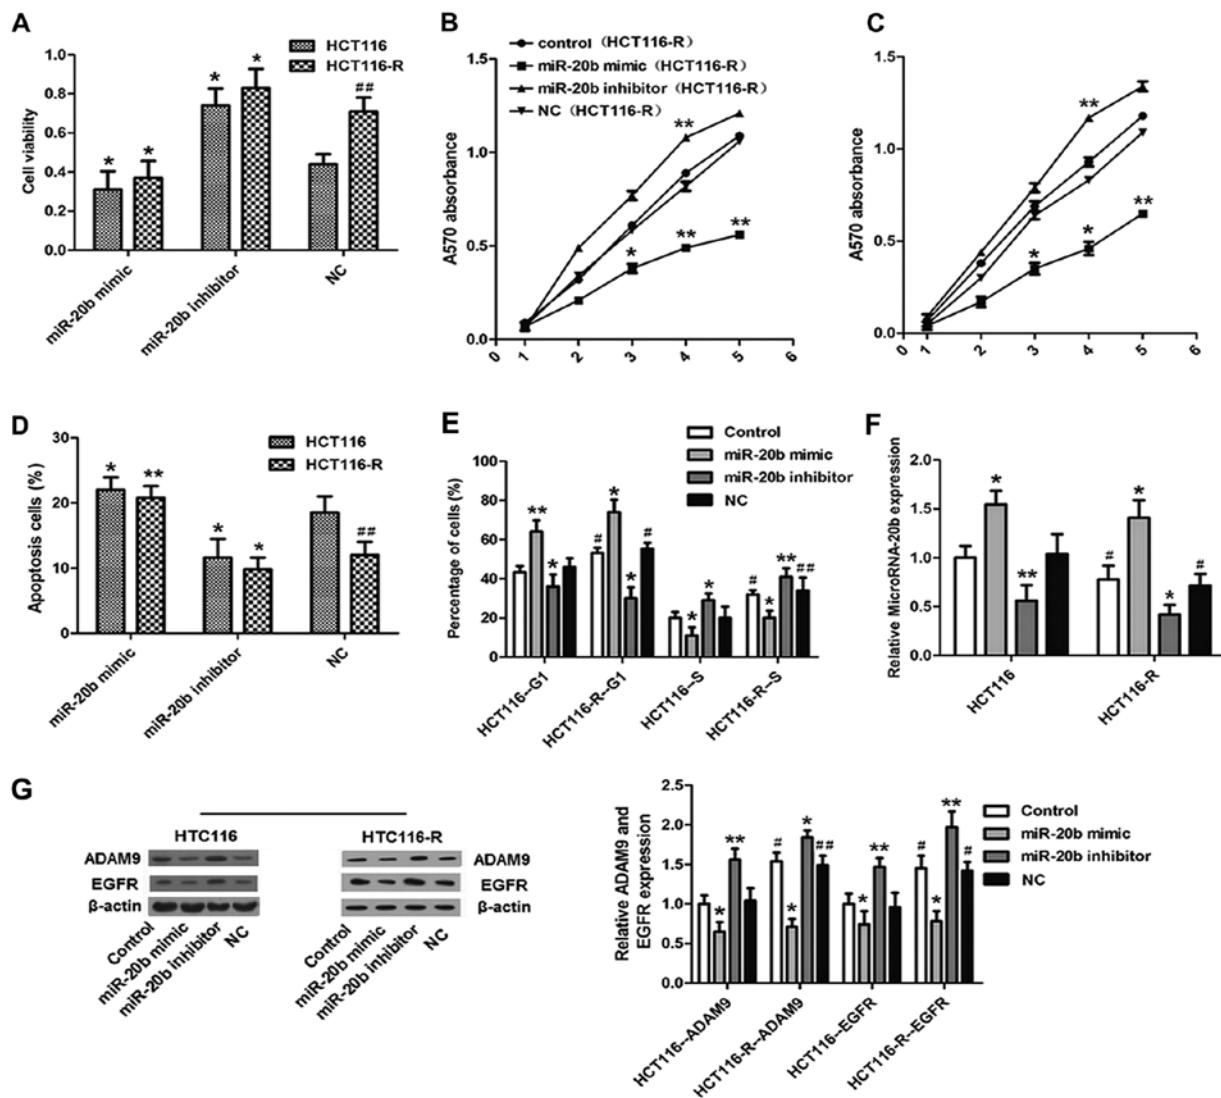 A
HCT116
HCT116-R
Cell viability
1.0
0.8
0.6
0.4
0.2
0.0
* * * * ##
miR-20b mimic
miR-20b inhibitor
NC
B
control (HCT116-R)
miR-20b mimic (HCT116-R)
miR-20b inhibitor (HCT116-R)
NC (HCT116-R)
A570 absorbance
1.5
1.0
0.5
0.0
** * ** **
0 1 2 3 4 5 6
C
A570 absorbance
1.5
1.0
0.5
0.0
** * * **
0 1 2 3 4 5 6
D
HCT116
HCT116-R
Apoptosis cells (%)
30
20
10
0
* ** * * ##
miR-20b mimic
miR-20b inhibitor
NC
E
Control
miR-20b mimic
miR-20b inhibitor
NC
Percentage of cells (%)
100
80
60
40
20
0
** * # * * # * * # * ** ##
HCT116--G1
HCT116-R--G1
HCT116--S
HCT116-R--S
F
Relative MicroRNA-20b expression
2.0
1.5
1.0
0.5
0.0
* ** # * * #
HCT116
HCT116-R
G
HTC116
HTC116-R
ADAM9
EGFR
β-actin
ADAM9
EGFR
β-actin
Control
miR-20b mimic
miR-20b inhibitor
NC
Control
miR-20b mimic
miR-20b inhibitor
NC
Relative ADAM9 and
EGFR expression
2.5
2.0
1.5
1.0
0.5
0.0
* ** # * * ## * ** # * ** #
HCT116--ADAM9
HCT116-R--ADAM9
HCT116--EGFR
HCT116-R--EGFR
Control
miR-20b mimic
miR-20b inhibitor
NC